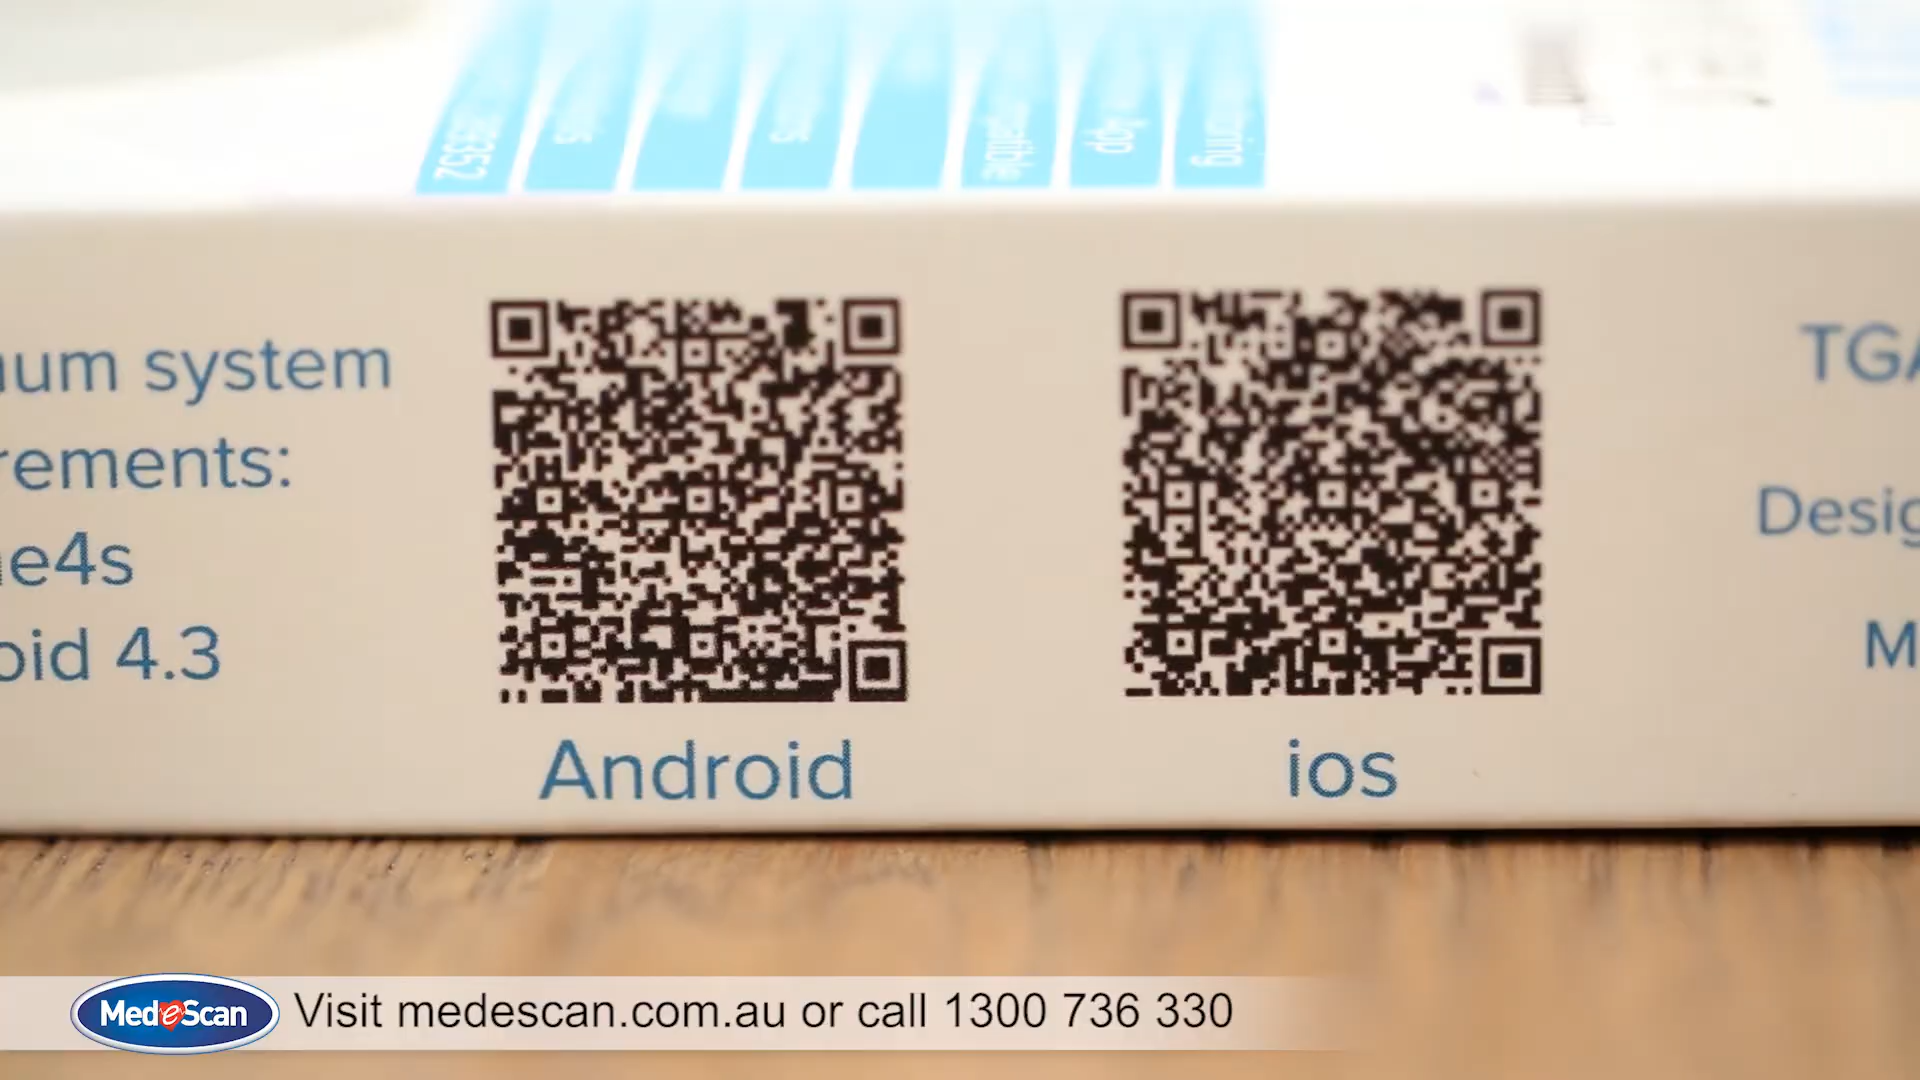 um system
rements:
e4s
oid 4.3
Android
ios
TGA
Desig
M
MedeScan
Visit medescan.com.au or call 1300 736 330